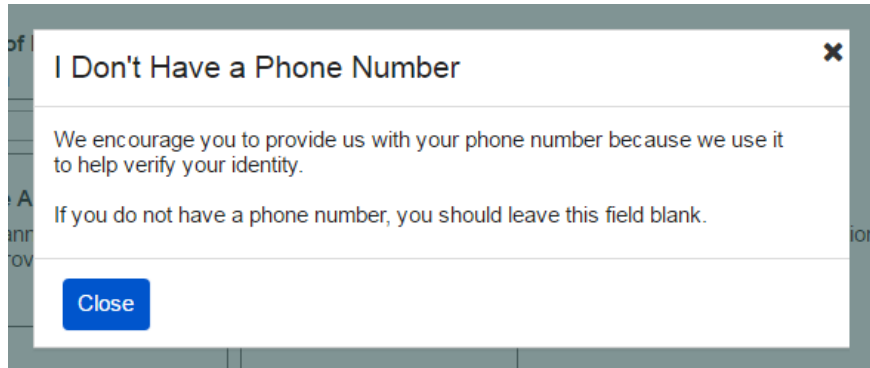 of
I Don't Have a Phone Number
We encourage you to provide us with your phone number because we use it
to help verify your identity.
If you do not have a phone number, you should leave this field blank.
Close